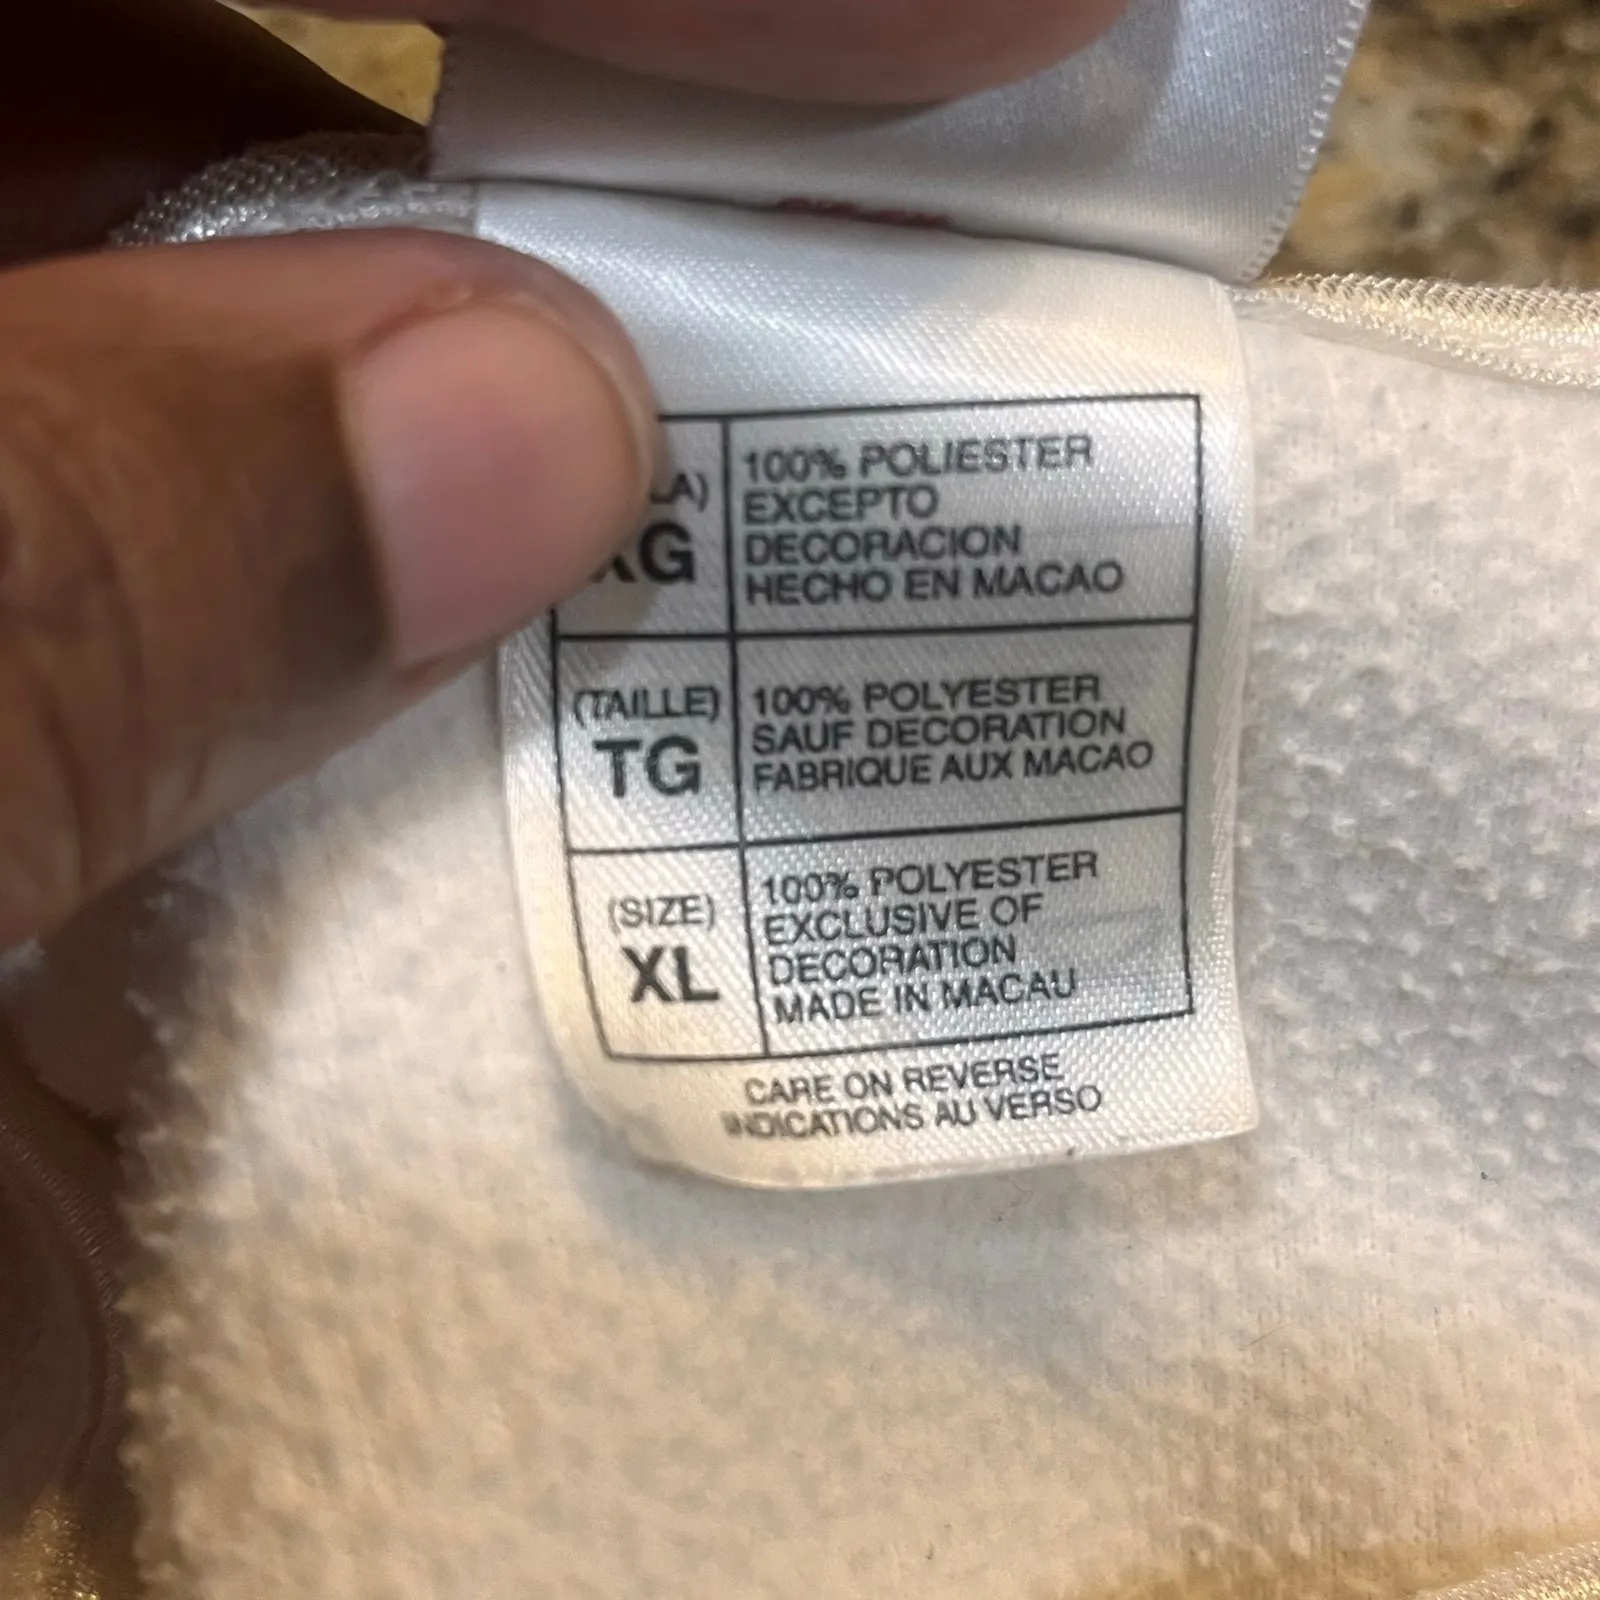 100% POLIESTER
EXCEPTO
DECORACION
HECHO EN MACAO
(TAILLE)
TG
100% POLYESTER
SAUF DECORATION
FABRIQUE AUX MACAO
(SIZE)
XL
100% POLYESTER
EXCLUSIVE OF
DECORATION
MADE IN MACAU
CARE ON REVERSE
INDICATIONS AU VERSO